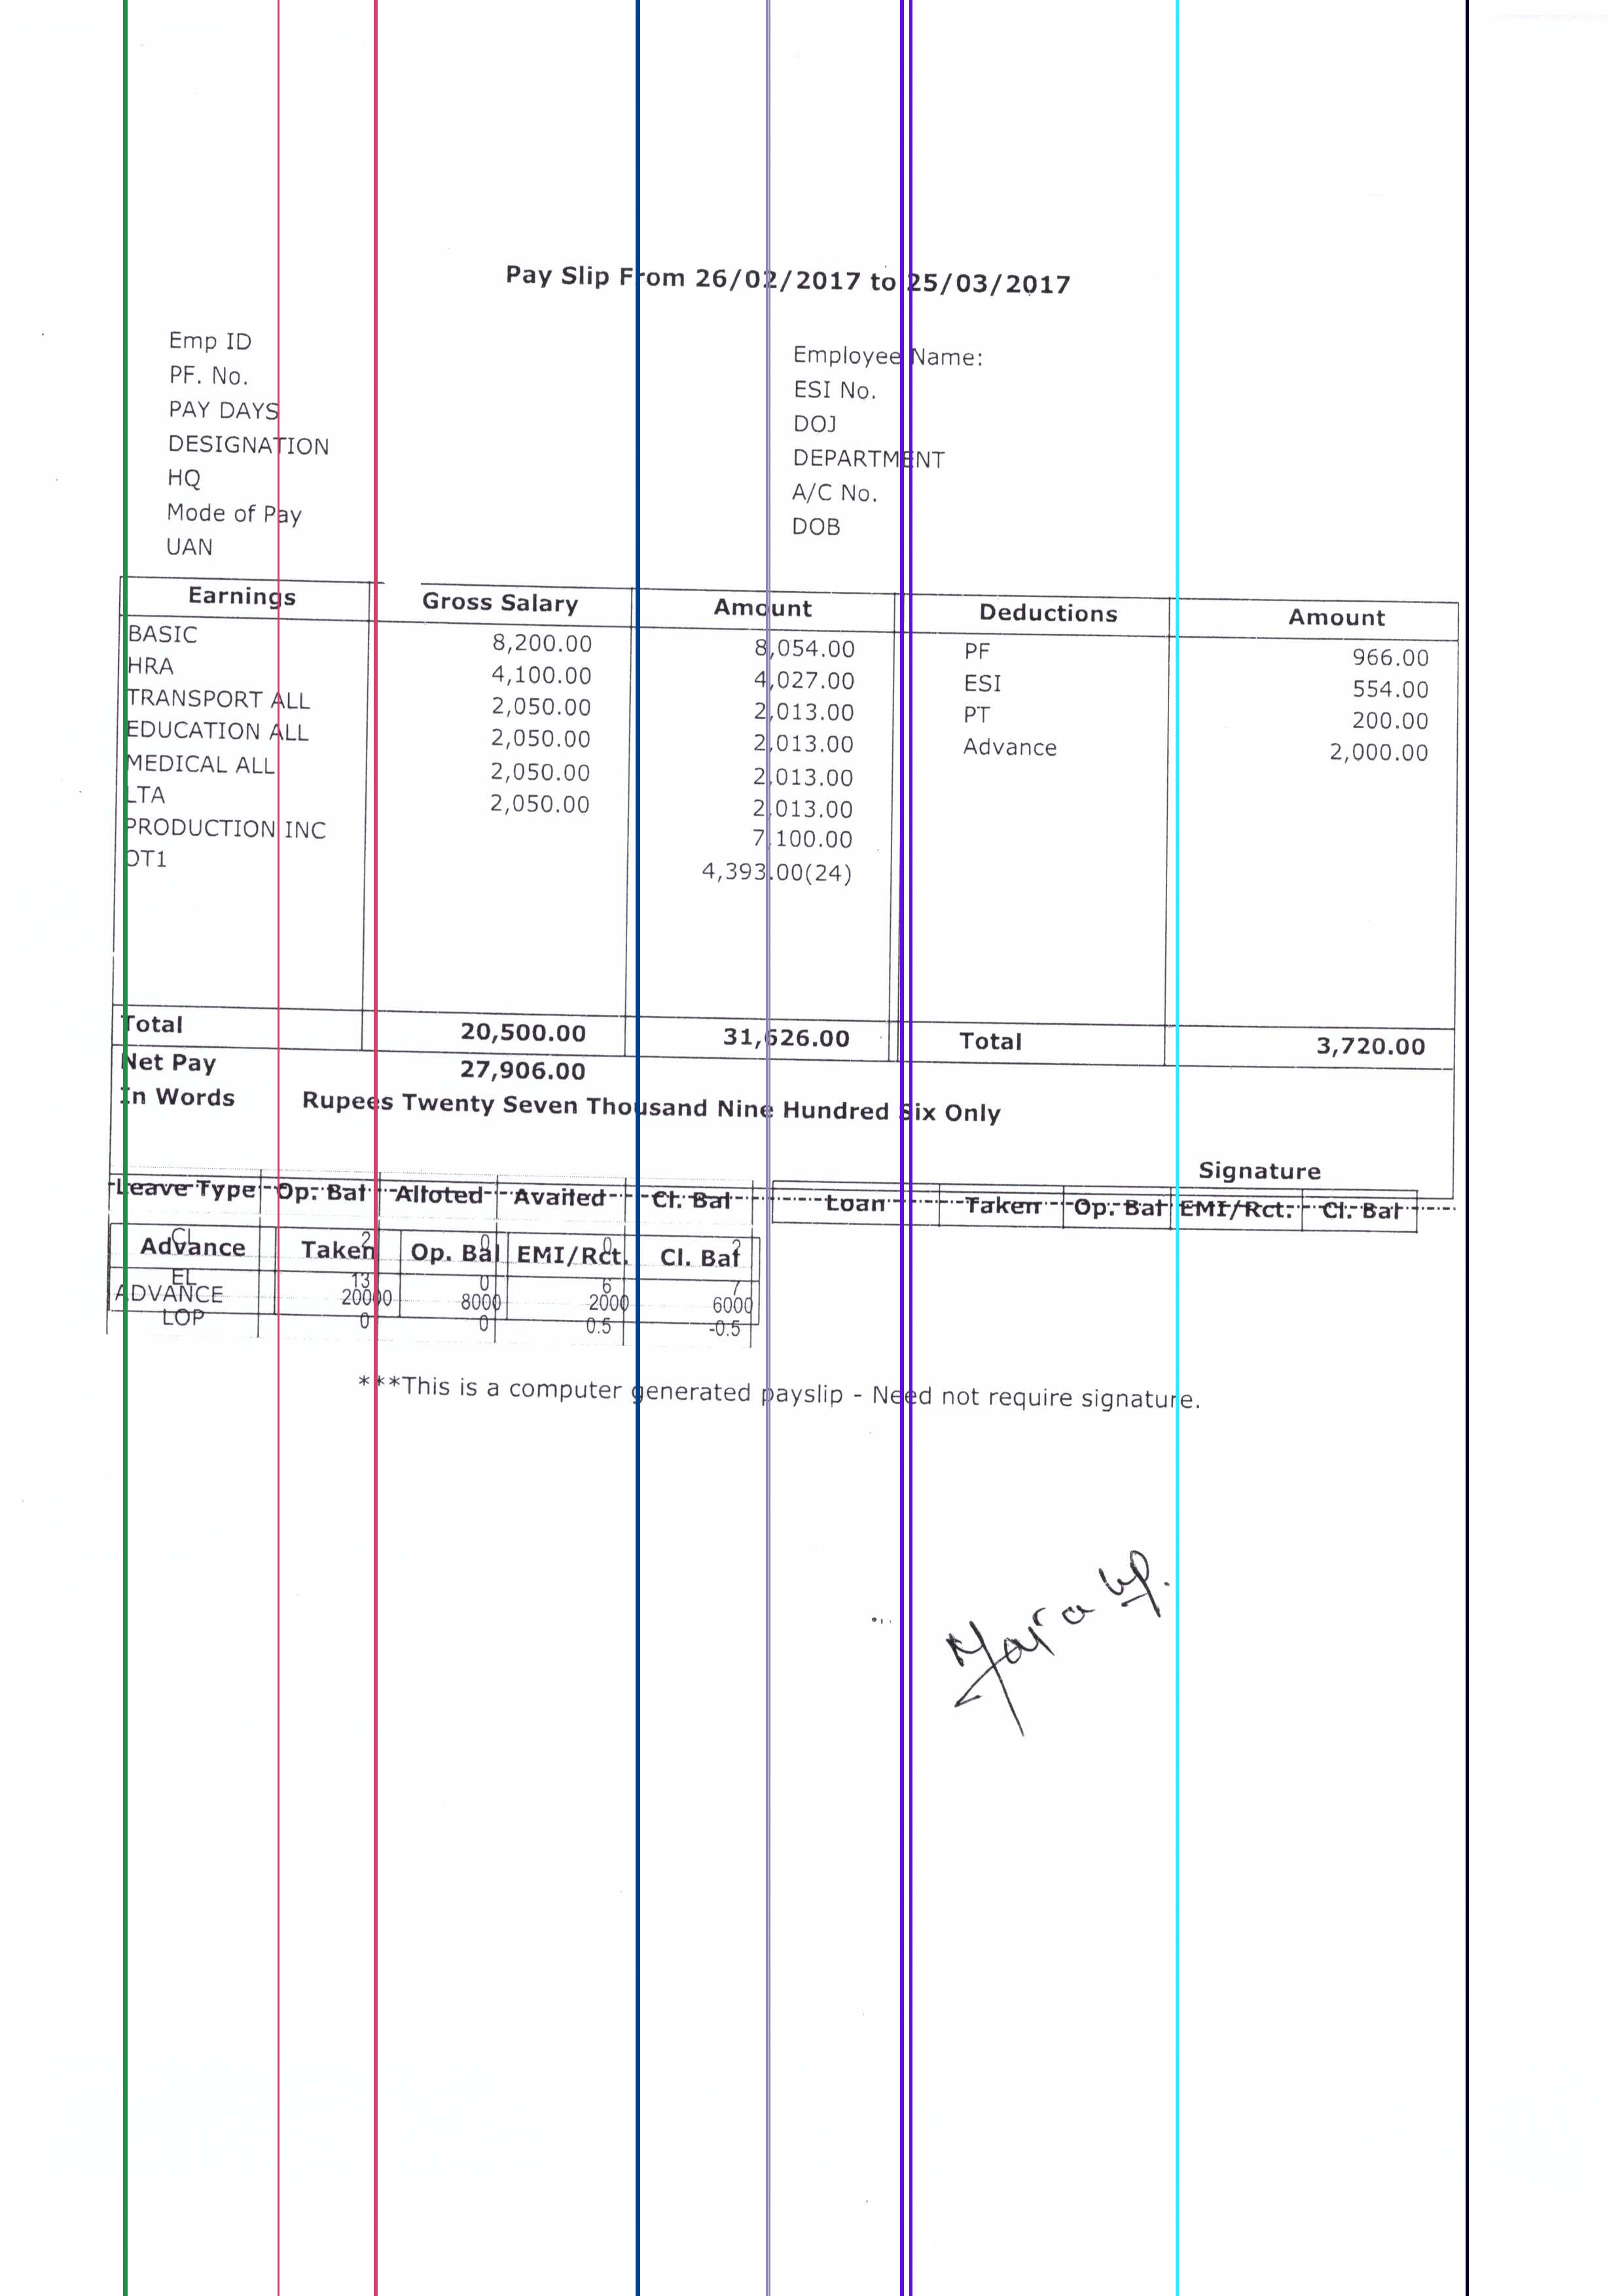 Pay Slip From 26/02/2017 to 25/03/2017
Emp ID
PF. No.
PAY DAYS
DESIGNATION
HQ
Mode of Pay
UAN
Employee Name:
ESI No.
DOJ
DEPARTMENT
A/C No.
DOB
Earnings Gross Salary Amount Deductions Amount
BASIC 8,200.00 8,054.00 PF 966.00
HRA 4,100.00 4,027.00 ESI 554.00
TRANSPORT ALL 2,050.00 2,013.00 PT 200.00
EDUCATION ALL 2,050.00 2,013.00 Advance 2,000.00
MEDICAL ALL 2,050.00 2,013.00
LTA 2,050.00 2,013.00
PRODUCTION INC 7,100.00
OT1 4,393.00(24)
Total 20,500.00 31,626.00 Total 3,720.00
Net Pay 27,906.00
In Words Rupees Twenty Seven Thousand Nine Hundred Six Only
Signature
Leave Type Op. Bal Alloted Availed Cl. Bal Loan Taken Op. Bal EMI/Rct. Cl. Bal
CL 2 0 0 2
Advance Taken Op. Bal EMI/Rct. Cl. Bal
EL 13 0 6 7
ADVANCE 20000 8000 2000 6000
LOP 0 0 0.5 -0.5
***This is a computer generated payslip - Need not require signature.